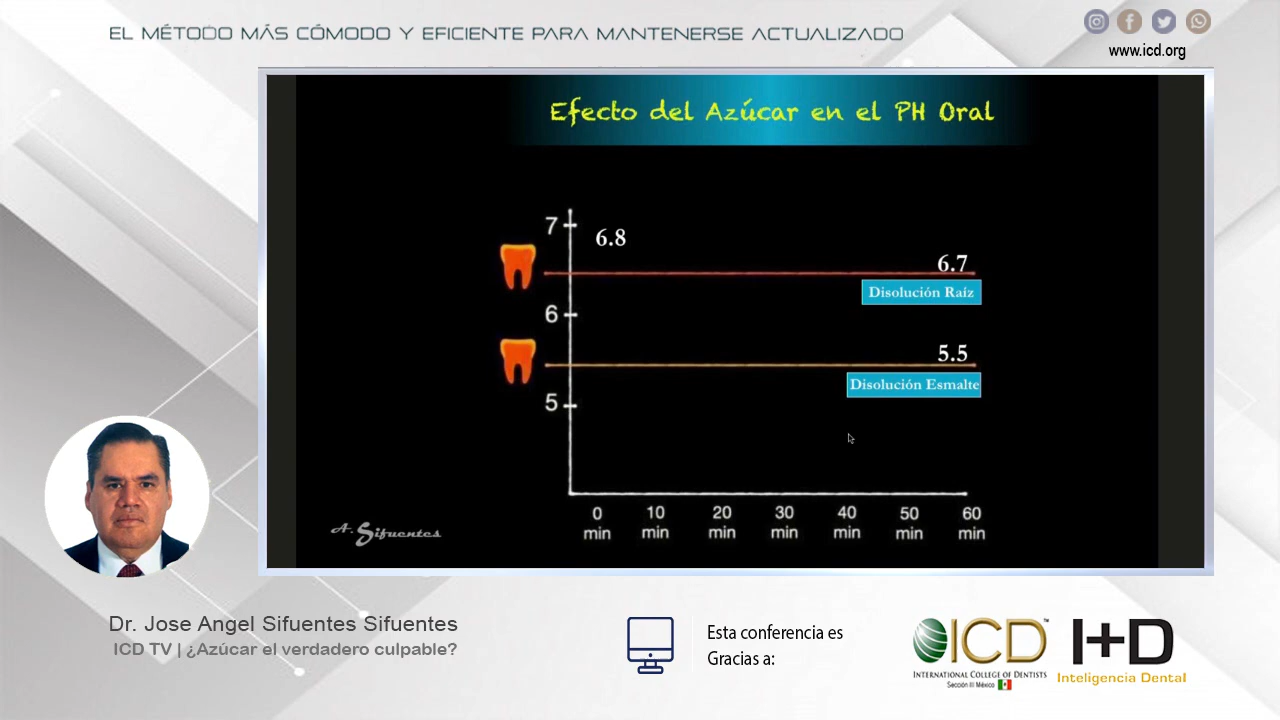 EL MÉTODO MÁS CÓMODO Y EFICIENTE PARA MANTENERSE ACTUALIZADO
www.icd.org
Efecto del Azúcar en el PH Oral
7
6.8
6.7
Disolución Raíz
6
5.5
Disolución Esmalte
5
0 10 20 30 40 50 60
min min min min min min min
A. Sifuentes
Dr. Jose Angel Sifuentes Sifuentes
ICD TV | ¿Azúcar el verdadero culpable?
Esta conferencia es
Gracias a:
ICD™
INTERNATIONAL COLLEGE OF DENTISTS
Sección III México
I+D
Inteligencia Dental